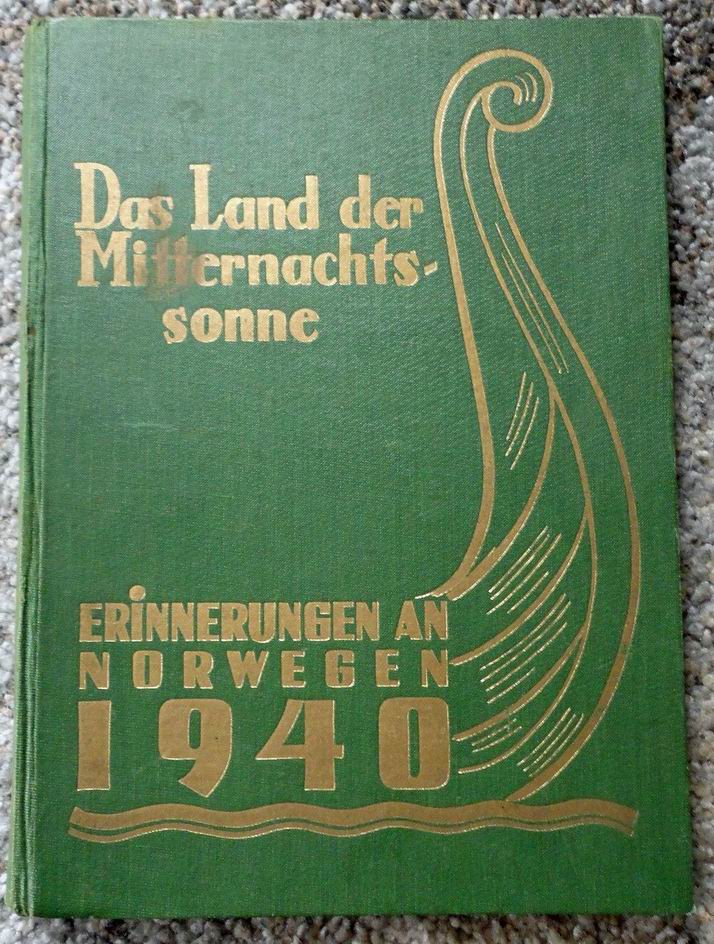 Das Land der
Mitternachts-
sonne
ERiNNERUNGEN AN
NORWEGEN
1940